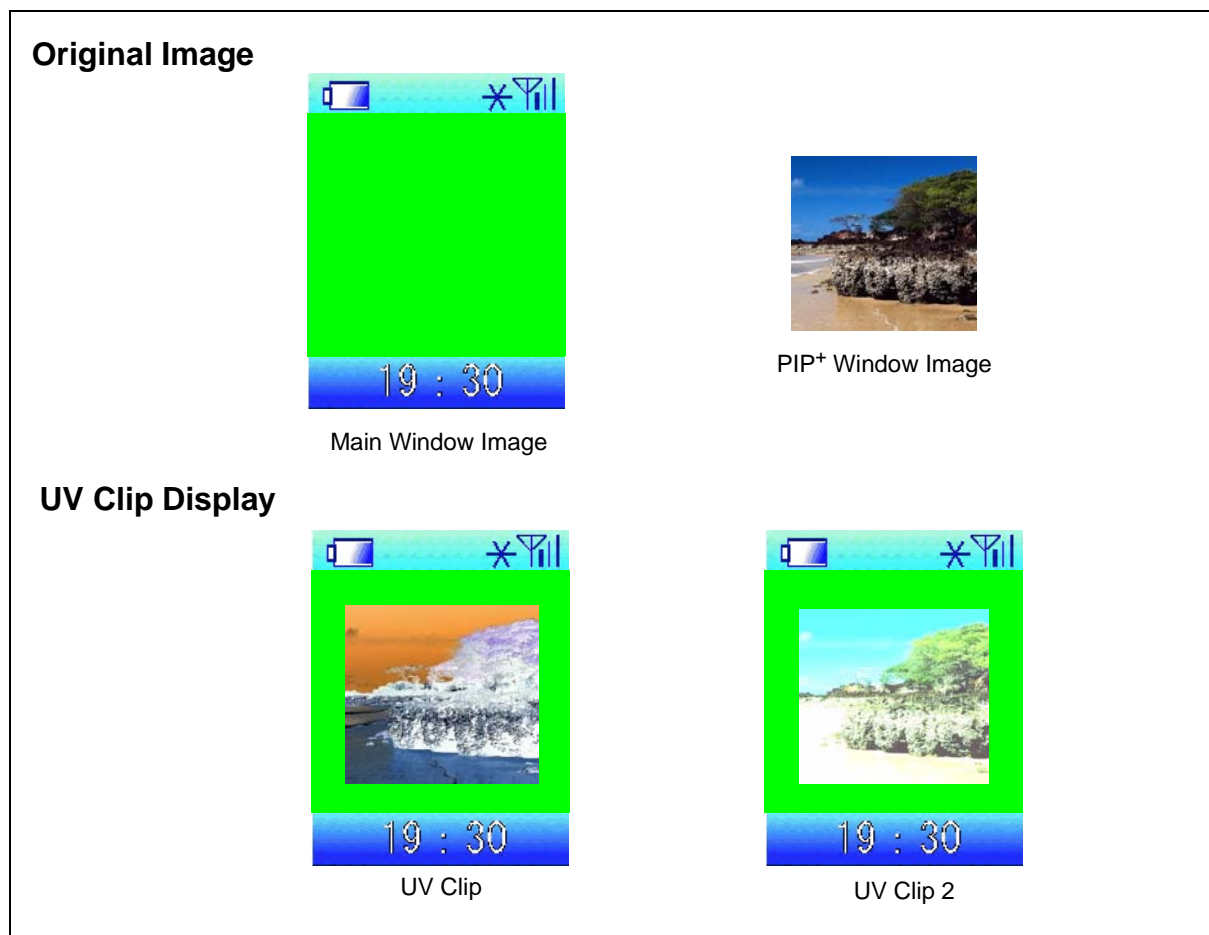 Original Image
19 : 30
PIP+ Window Image
Main Window Image
UV Clip Display
19 : 30
19 : 30
UV Clip
UV Clip 2